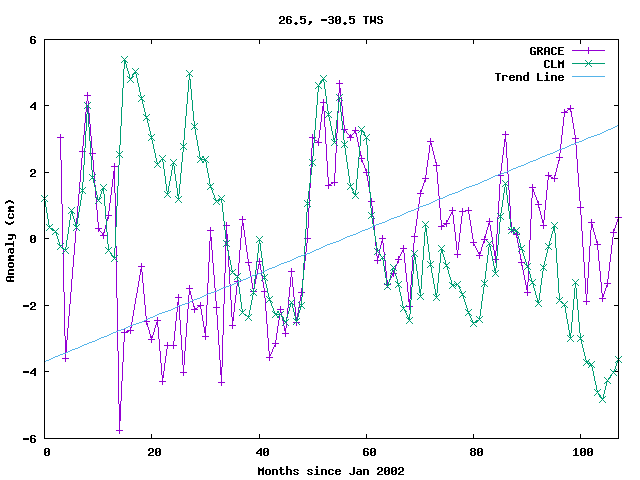 26.5, -30.5 TWS
GRACE
CLM
Trend Line
6
4
2
0
-2
-4
-6
Anomaly (cm)
0 20 40 60 80 100
Months since Jan 2002